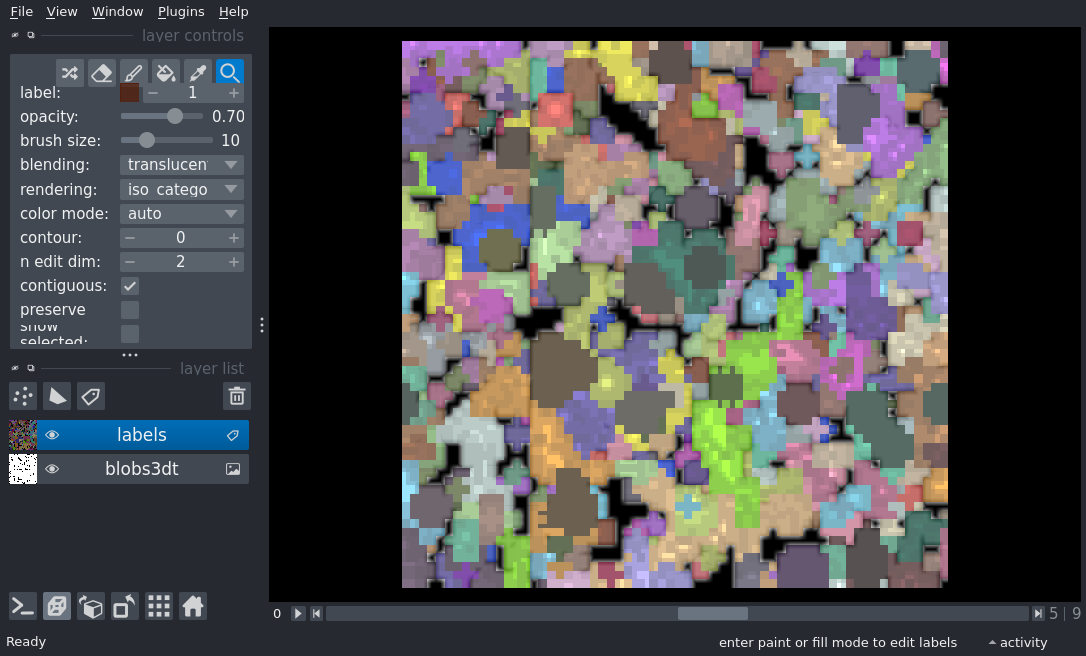 File View Window Plugins Help
layer controls
label: 1
opacity: 0.70
brush size: 10
blending: translucen
rendering: iso catego
color mode: auto
contour: 0
n edit dim: 2
contiguous:
preserve
show
selected:
layer list
labels
blobs3dt
0 5 | 9
Ready enter paint or fill mode to edit labels activity